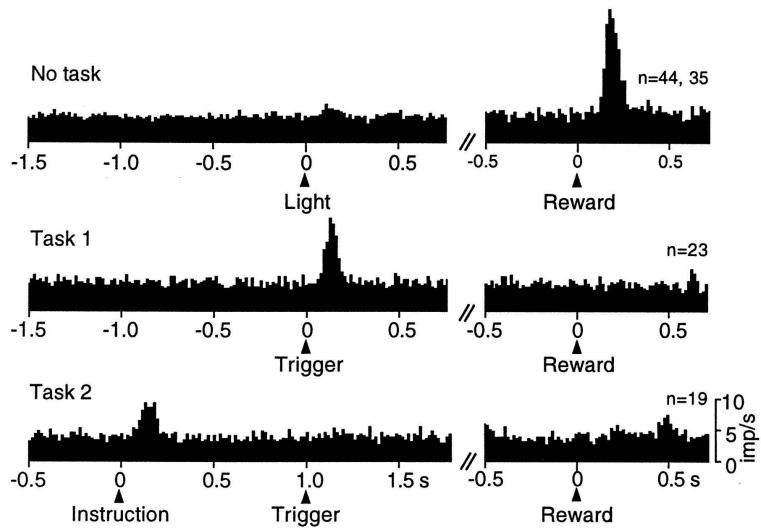 No task
n=44, 35
-1.5 -1.0 -0.5 0 0.5 -0.5 0 0.5
Light Reward
Task 1
n=23
-1.5 -1.0 -0.5 0 0.5 -0.5 0 0.5
Trigger Reward
Task 2
n=19
10
5
0
imp/s
-0.5 0 0.5 1.0 1.5 s -0.5 0 0.5 s
Instruction Trigger Reward